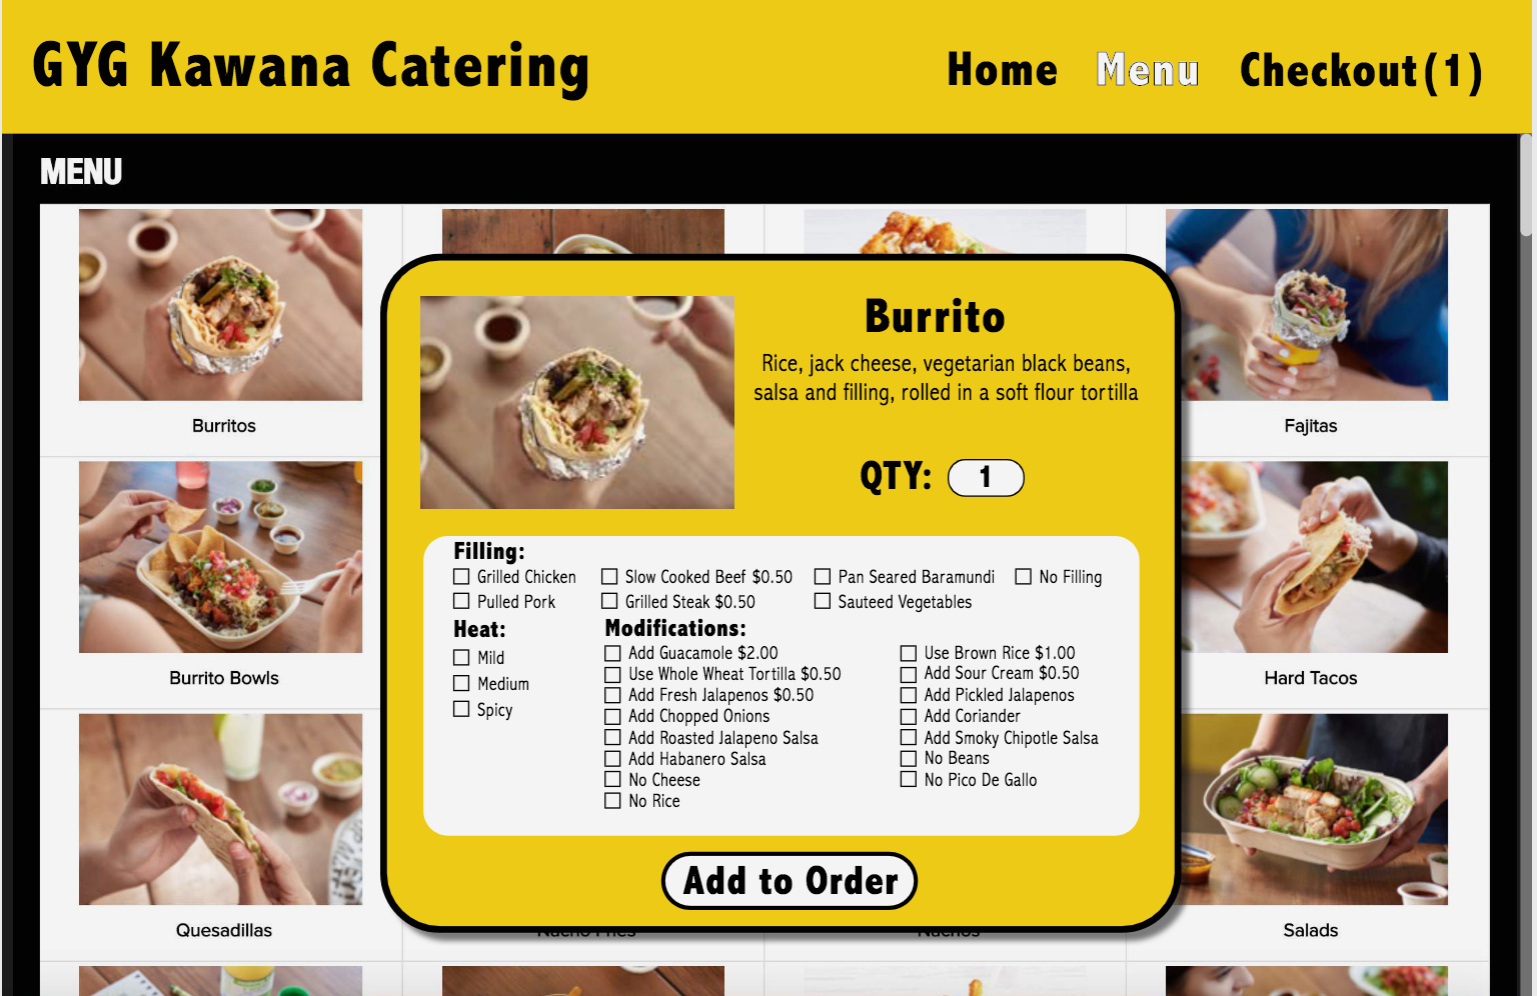 GYG Kawana Catering
Home Menu Checkout(1)
MENU
Burritos
Fajitas
Burrito Bowls
Hard Tacos
Quesadillas
Nacho Fries
Nachos
Salads
Burrito
Rice, jack cheese, vegetarian black beans,
salsa and filling, rolled in a soft flour tortilla
QTY: 1
Filling:
Grilled Chicken Slow Cooked Beef $0.50 Pan Seared Baramundi No Filling
Pulled Pork Grilled Steak $0.50 Sauteed Vegetables
Heat:
Mild
Medium
Spicy
Modifications:
Add Guacamole $2.00
Use Whole Wheat Tortilla $0.50
Add Fresh Jalapenos $0.50
Add Chopped Onions
Add Roasted Jalapeno Salsa
Add Habanero Salsa
No Cheese
No Rice
Use Brown Rice $1.00
Add Sour Cream $0.50
Add Pickled Jalapenos
Add Coriander
Add Smoky Chipotle Salsa
No Beans
No Pico De Gallo
Add to Order